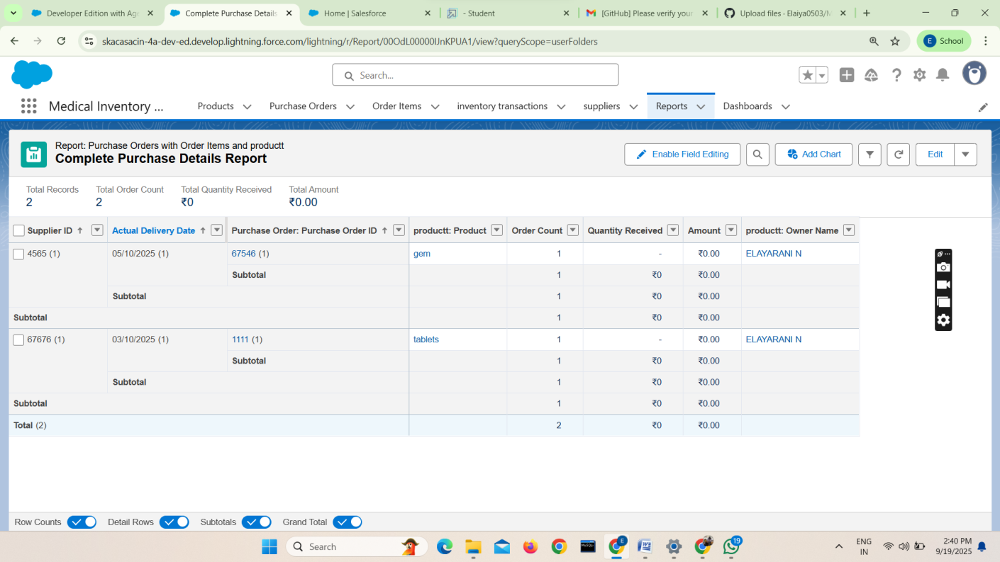 Developer Edition with Age
Complete Purchase Details
Home | Salesforce
- Student
[GitHub] Please verify your
Upload files · Elaiya0503/M
skacasacin-4a-dev-ed.develop.lightning.force.com/lightning/r/Report/00OdL00000IJnKPUA1/view?queryScope=userFolders
E School
Search...
Medical Inventory ...
Products
Purchase Orders
Order Items
inventory transactions
suppliers
Reports
Dashboards
Report: Purchase Orders with Order Items and productt
Complete Purchase Details Report
Enable Field Editing
Add Chart
Edit
Total Records Total Order Count Total Quantity Received Total Amount
2 2 ₹0 ₹0.00
Supplier ID ↑ Actual Delivery Date ↑ Purchase Order: Purchase Order ID ↑ productt: Product Order Count Quantity Received Amount productt: Owner Name
4565 (1) 05/10/2025 (1) 67546 (1) gem 1 - ₹0.00 ELAYARANI N
Subtotal 1 ₹0 ₹0.00
Subtotal 1 ₹0 ₹0.00
Subtotal 1 ₹0 ₹0.00
67676 (1) 03/10/2025 (1) 1111 (1) tablets 1 - ₹0.00 ELAYARANI N
Subtotal 1 ₹0 ₹0.00
Subtotal 1 ₹0 ₹0.00
Subtotal 1 ₹0 ₹0.00
Total (2) 2 ₹0 ₹0.00
Row Counts Detail Rows Subtotals Grand Total
Search
MySQL
E
19
ENG
IN
2:40 PM
9/19/2025